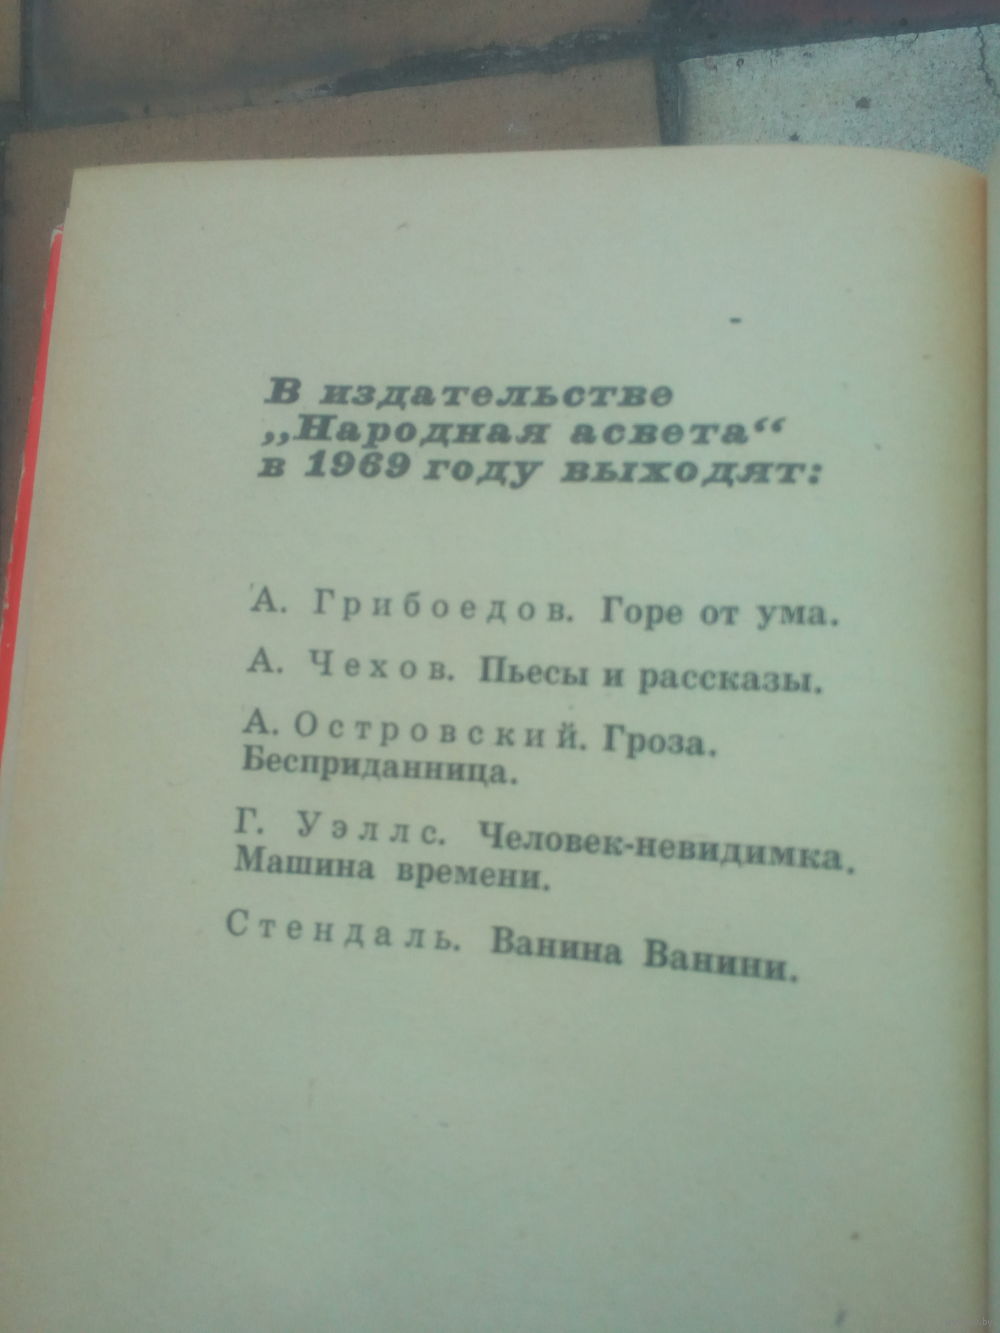 В издательстве
„Народная асвета“
в 1969 году выходят:
А. Грибоедов. Горе от ума.
А. Чехов. Пьесы и рассказы.
А. Островский. Гроза.
Бесприданница.
Г. Уэллс. Человек-невидимка.
Машина времени.
Стендаль. Ванина Ванини.